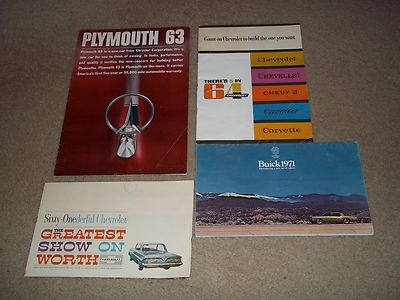 PLYMOUTH 63
Plymouth 63 is a new car from Chrysler Corporation. It's a
new car for you to think of owning. In looks, performance,
and quality it verifies the new concern for building better
Plymouths. Plymouth 63 is Plymouth on the move. It carries
America's first five-year or 50,000-mile automobile warranty.
Count on Chevrolet to build the one you want
THERE'S 5 IN
64
CHEVROLET
Chevrolet
CHEVELLE!
CHEVY II
Corvair
Corvette
Buick 1971
Sixty-Onederful Chevrolet
THE
GREATEST
SHOW ON
WORTH
CHEVROLET